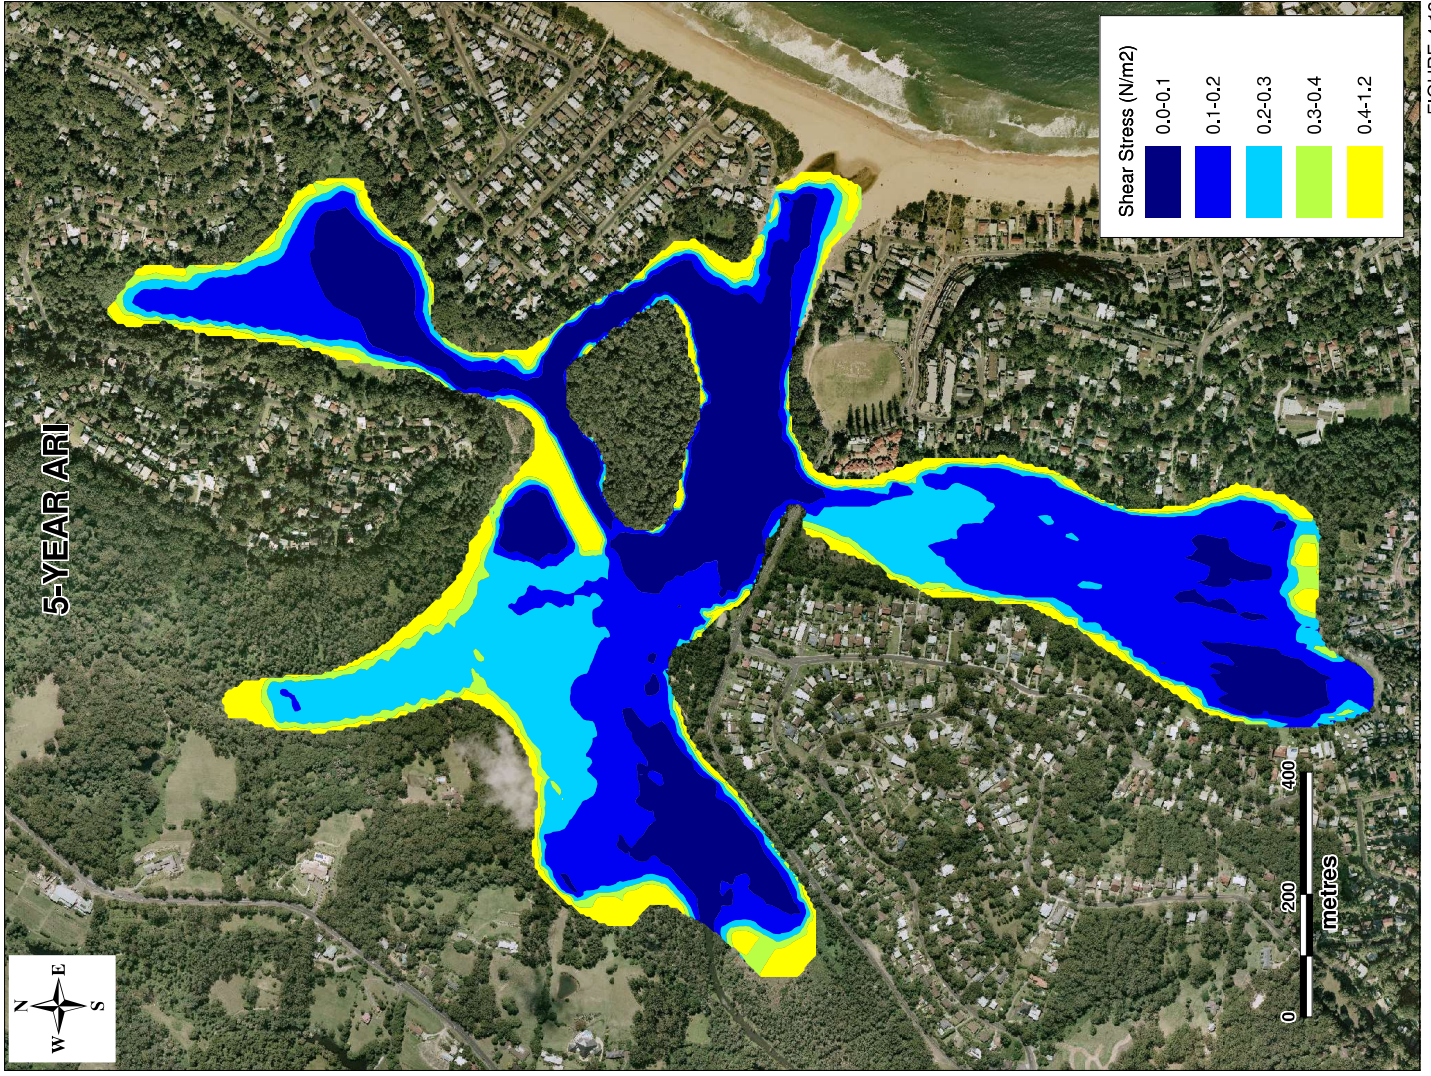 5-YEAR ARI
Shear Stress (N/m2)
0.0-0.1
0.1-0.2
0.2-0.3
0.3-0.4
0.4-1.2
N
W E
S
0 200 400
metres